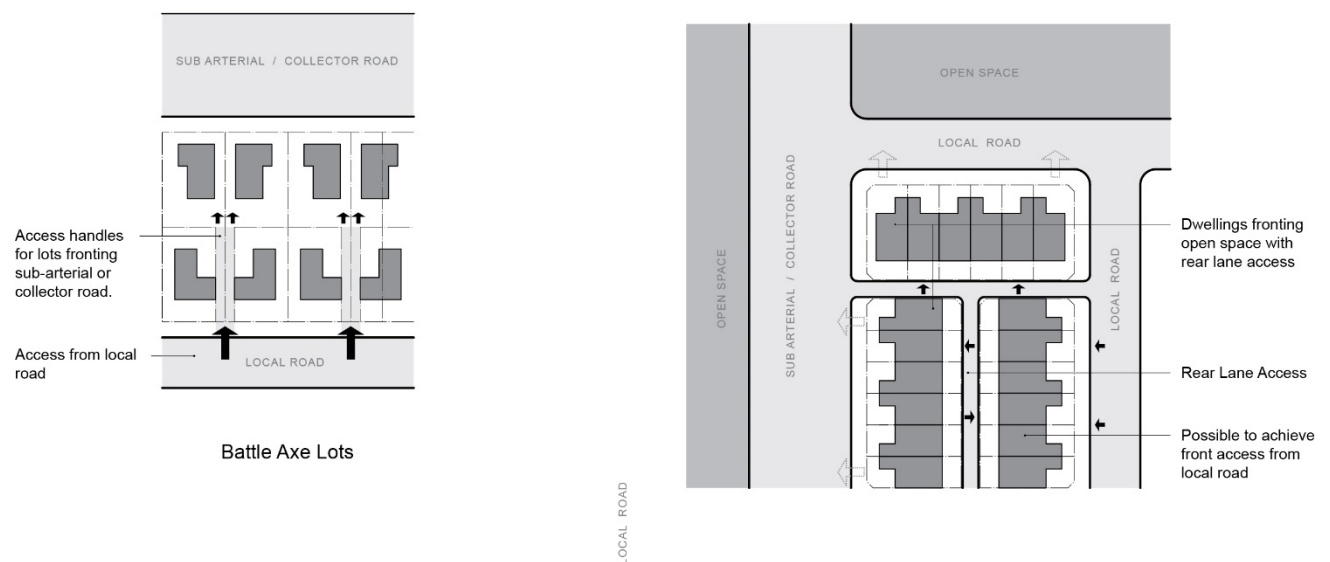 SUB ARTERIAL / COLLECTOR ROAD
Access handles
for lots fronting
sub-arterial or
collector road.
Access from local
road
LOCAL ROAD
Battle Axe Lots
LOCAL ROAD
OPEN SPACE
LOCAL ROAD
OPEN SPACE
SUB ARTERIAL / COLLECTOR ROAD
LOCAL ROAD
Dwellings fronting
open space with
rear lane access
Rear Lane Access
Possible to achieve
front access from
local road